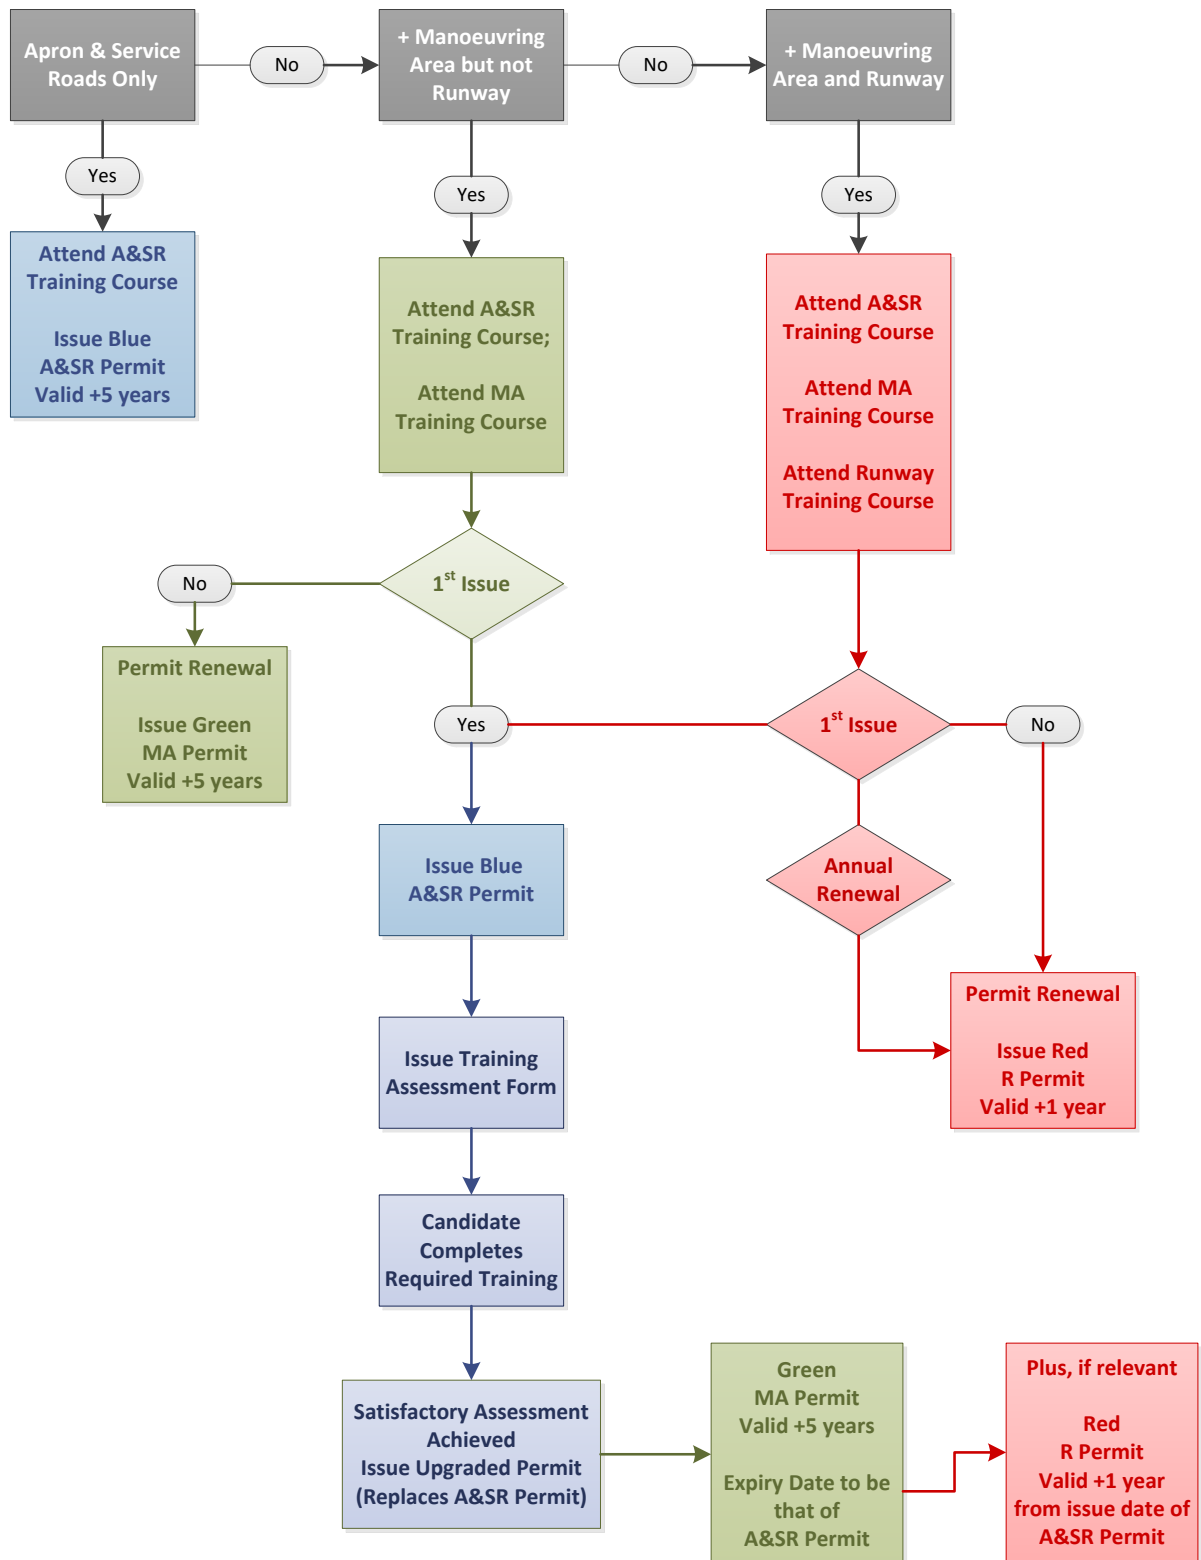 Apron & Service
Roads Only
No
+ Manoeuvring
Area but not
Runway
No
+ Manoeuvring
Area and Runway
Yes
Yes
Yes
Attend A&SR
Training Course
Issue Blue
A&SR Permit
Valid +5 years
Attend A&SR
Training Course;
Attend MA
Training Course
Attend A&SR
Training Course
Attend MA
Training Course
Attend Runway
Training Course
1st Issue
No
Permit Renewal
Issue Green
MA Permit
Valid +5 years
Yes
1st Issue
No
Issue Blue
A&SR Permit
Annual
Renewal
Permit Renewal
Issue Red
R Permit
Valid +1 year
Issue Training
Assessment Form
Candidate
Completes
Required Training
Satisfactory Assessment
Achieved
Issue Upgraded Permit
(Replaces A&SR Permit)
Green
MA Permit
Valid +5 years
Expiry Date to be
that of
A&SR Permit
Plus, if relevant
Red
R Permit
Valid +1 year
from issue date of
A&SR Permit